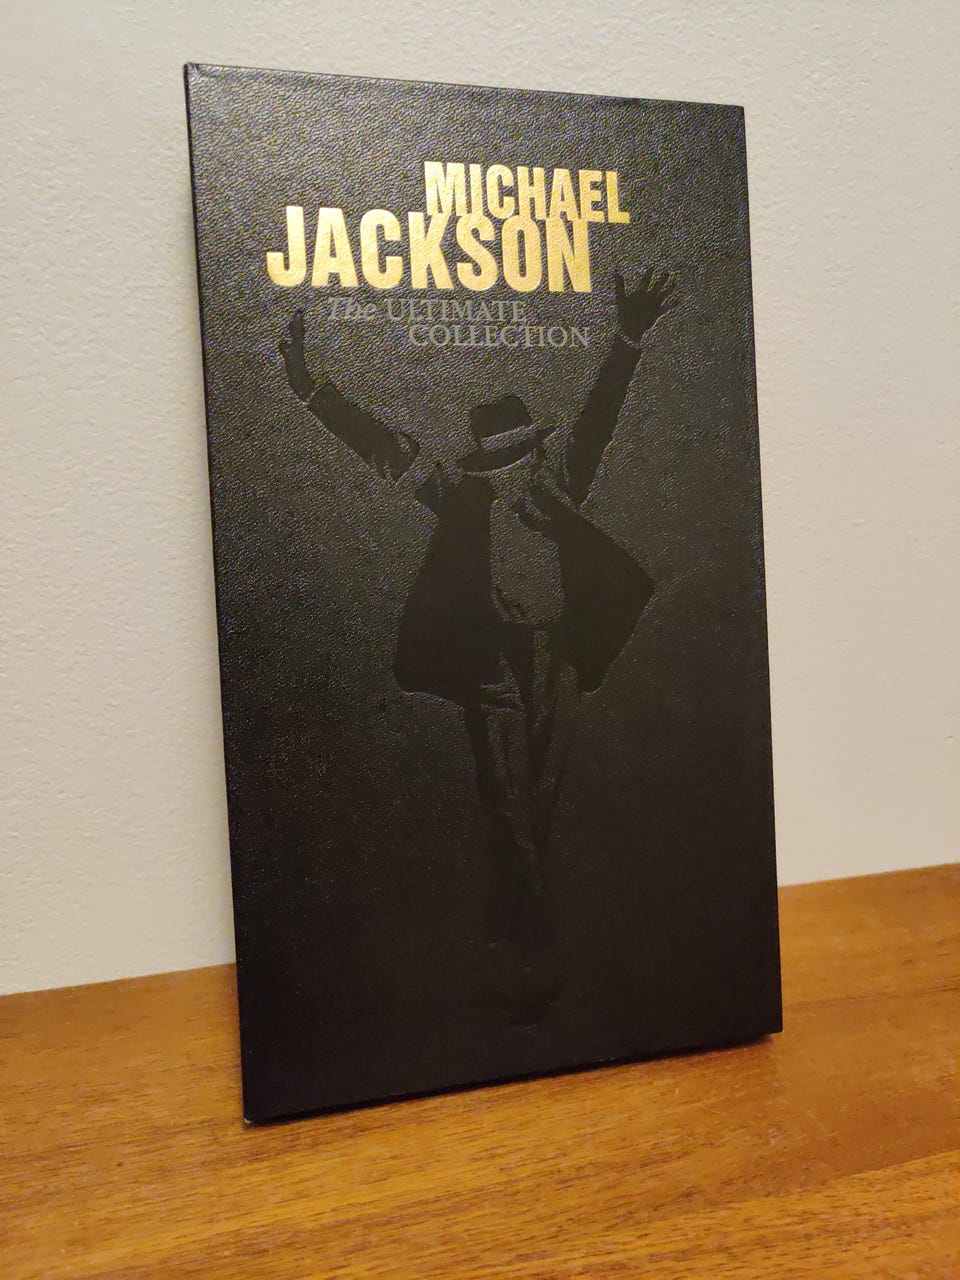 MICHAEL
JACKSON
The ULTIMATE
COLLECTION